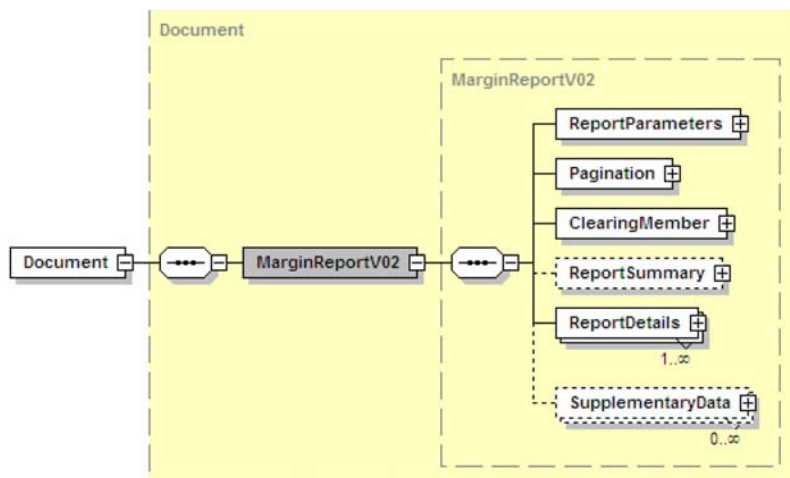 Document
MarginReportV02
ReportParameters
Pagination
ClearingMember
Document
MarginReportV02
ReportSummary
ReportDetails
1..∞
SupplementaryData
0..∞